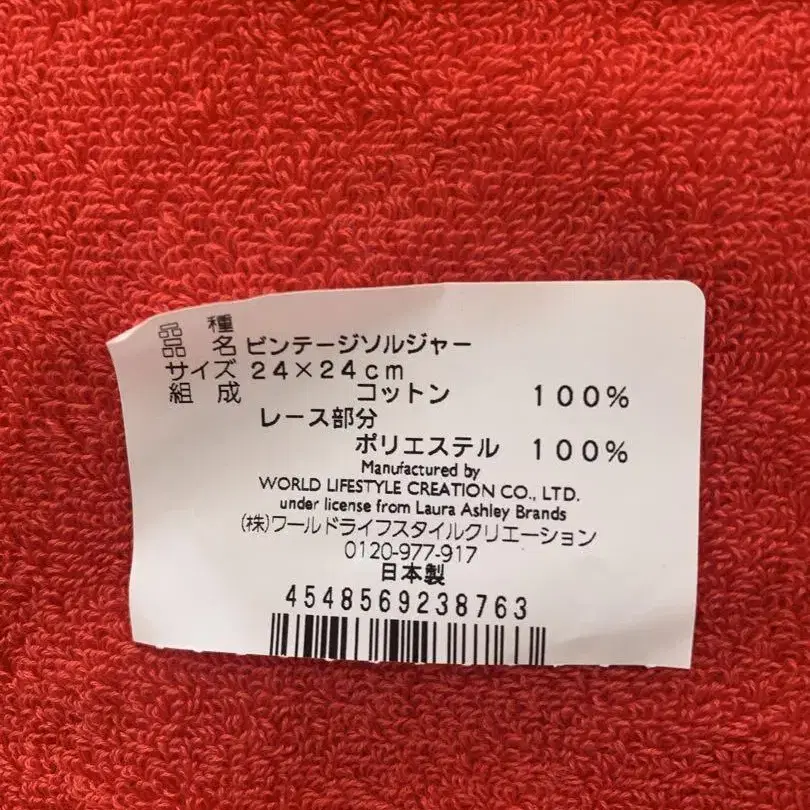 品 種
品 名 ビンテージソルジャー
サイズ 24×24cm
組 成 コットン 100%
レース部分
ポリエステル 100%
Manufactured by
WORLD LIFESTYLE CREATION CO., LTD.
under license from Laura Ashley Brands
(株)ワールドライフスタイルクリエーション
0120-977-917
日本製
4548569238763